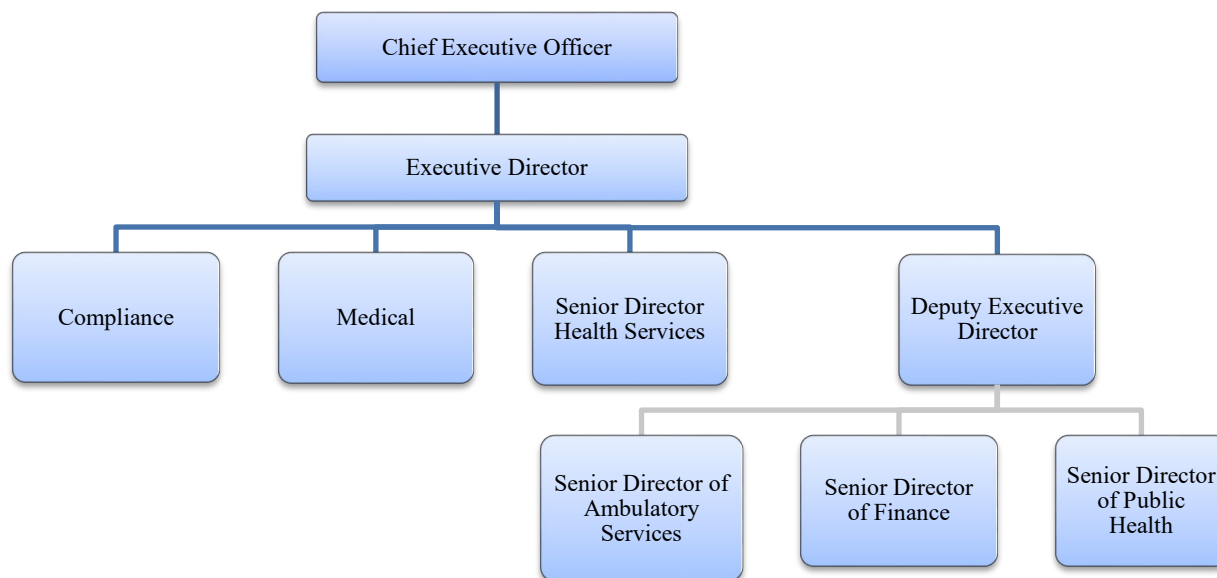 Chief Executive Officer
Executive Director
Compliance
Medical
Senior Director
Health Services
Deputy Executive
Director
Senior Director of
Ambulatory
Services
Senior Director
of Finance
Senior Director
of Public
Health